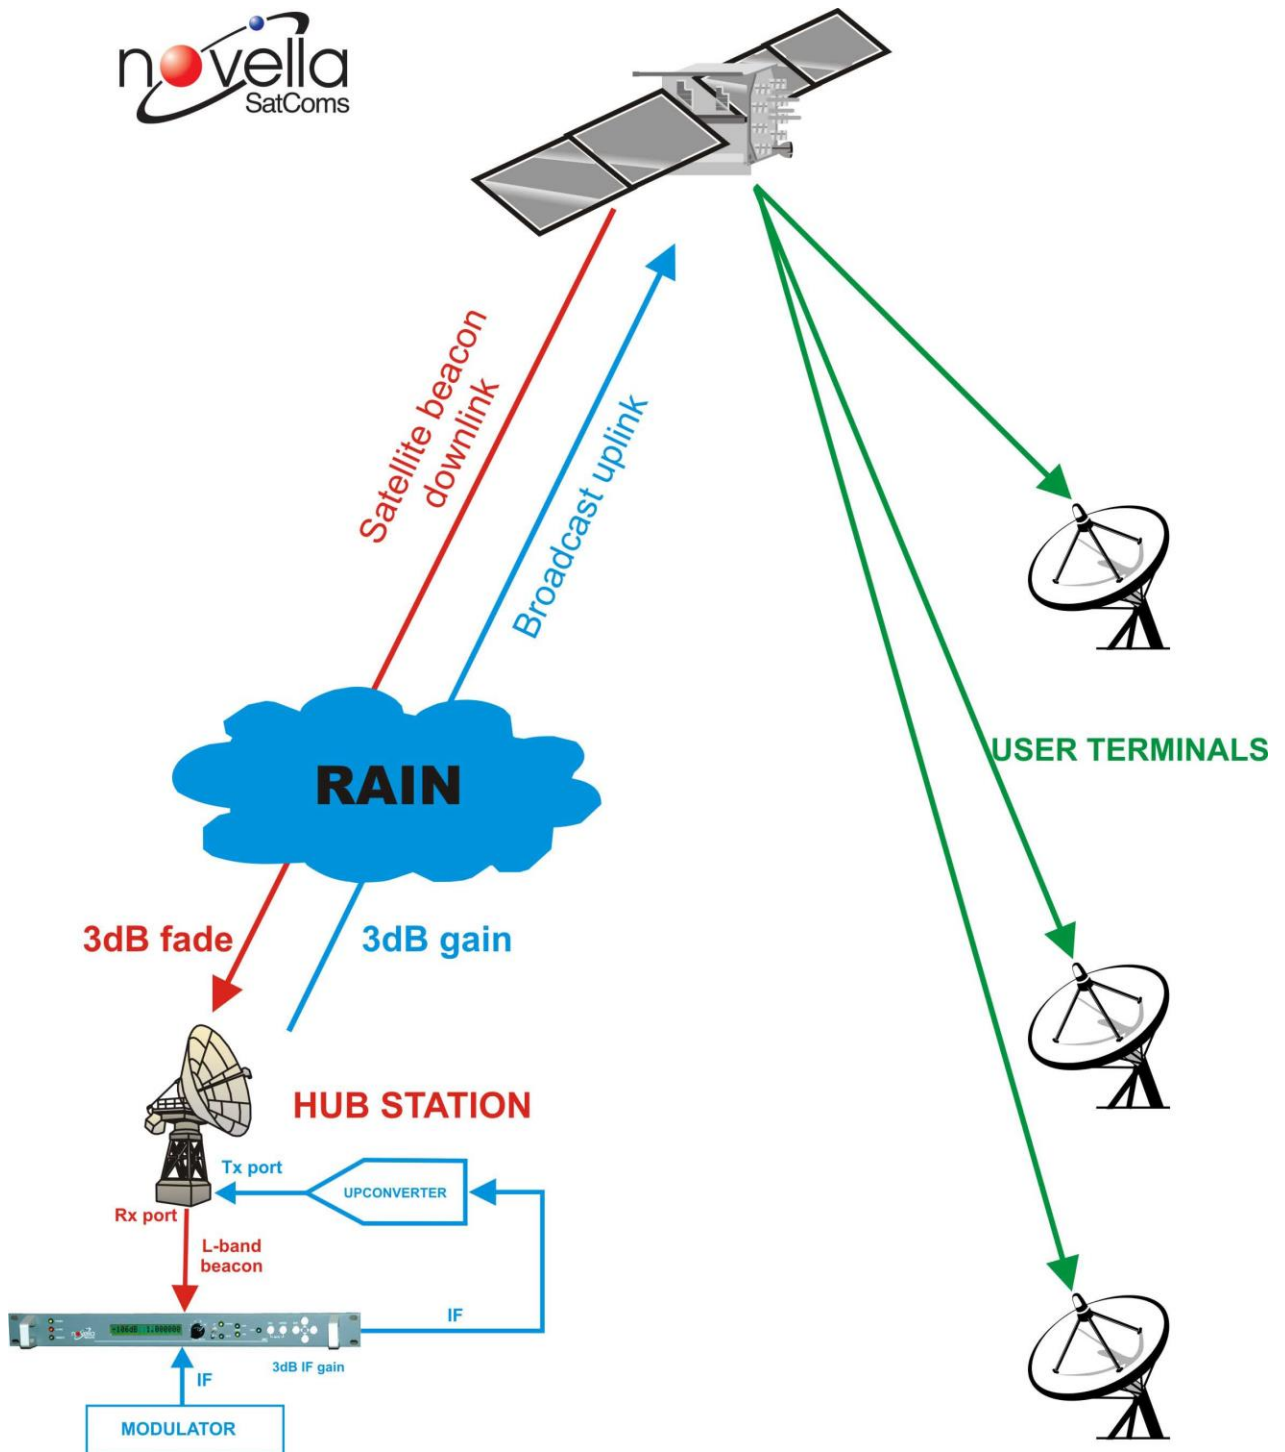 novella
SatComs
Satellite beacon
downlink
Broadcast uplink
USER TERMINALS
RAIN
3dB fade
3dB gain
HUB STATION
Tx port
UPCONVERTER
Rx port
L-band
beacon
IF
3dB IF gain
IF
MODULATOR